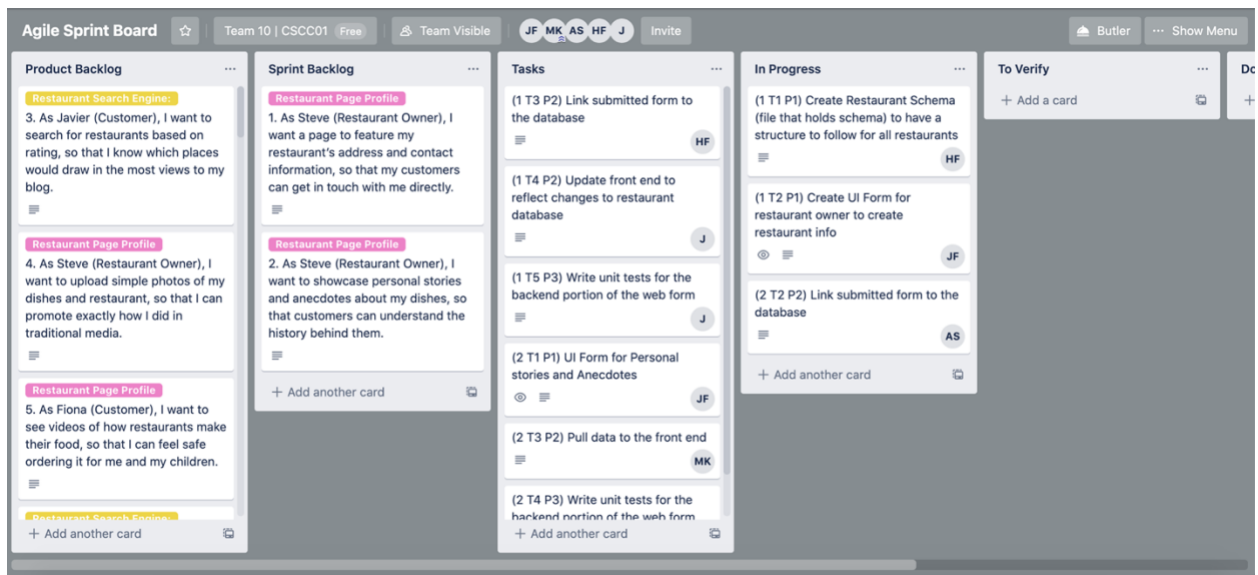 Agile Sprint Board
Team 10 | CSCC01 Free
Team Visible
JF MK AS HF J
Invite
Butler
··· Show Menu
Product Backlog ···
Restaurant Search Engine:
3. As Javier (Customer), I want to
search for restaurants based on
rating, so that I know which places
would draw in the most views to my
blog.
Restaurant Page Profile
4. As Steve (Restaurant Owner), I
want to upload simple photos of my
dishes and restaurant, so that I can
promote exactly how I did in
traditional media.
Restaurant Page Profile
5. As Fiona (Customer), I want to
see videos of how restaurants make
their food, so that I can feel safe
ordering it for me and my children.
Restaurant Search Engine:
+ Add another card
Sprint Backlog ···
Restaurant Page Profile
1. As Steve (Restaurant Owner), I
want a page to feature my
restaurant's address and contact
information, so that my customers
can get in touch with me directly.
Restaurant Page Profile
2. As Steve (Restaurant Owner), I
want to showcase personal stories
and anecdotes about my dishes, so
that customers can understand the
history behind them.
+ Add another card
Tasks ···
(1 T3 P2) Link submitted form to
the database
HF
(1 T4 P2) Update front end to
reflect changes to restaurant
database
J
(1 T5 P3) Write unit tests for the
backend portion of the web form
J
(2 T1 P1) UI Form for Personal
stories and Anecdotes
JF
(2 T3 P2) Pull data to the front end
MK
(2 T4 P3) Write unit tests for the
backend portion of the web form
+ Add another card
In Progress ···
(1 T1 P1) Create Restaurant Schema
(file that holds schema) to have a
structure to follow for all restaurants
HF
(1 T2 P1) Create UI Form for
restaurant owner to create
restaurant info
JF
(2 T2 P2) Link submitted form to the
database
AS
+ Add another card
To Verify ···
+ Add a card
Do
+